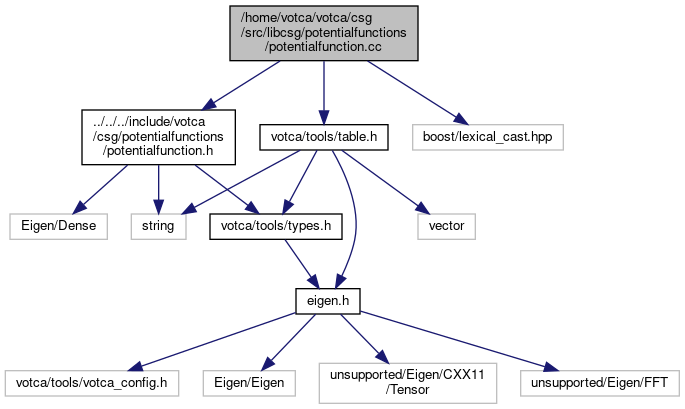 /home/votca/votca/csg
/src/libcsg/potentialfunctions
/potentialfunction.cc
../../../include/votca
/csg/potentialfunctions
/potentialfunction.h
votca/tools/table.h
boost/lexical_cast.hpp
Eigen/Dense
string
votca/tools/types.h
vector
eigen.h
votca/tools/votca_config.h
Eigen/Eigen
unsupported/Eigen/CXX11
/Tensor
unsupported/Eigen/FFT